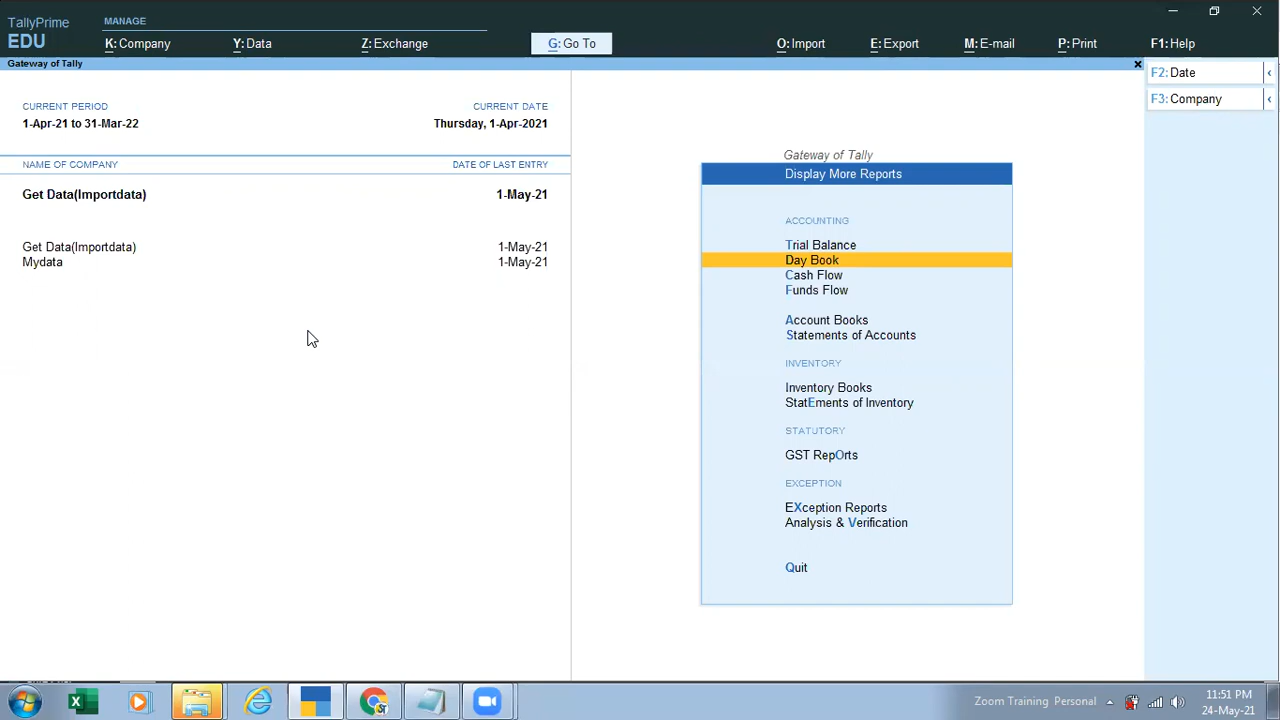 TallyPrime
EDU
MANAGE
K: Company
Y: Data
Z: Exchange
G: Go To
O: Import
E: Export
M: E-mail
P: Print
F1: Help
Gateway of Tally
F2: Date
F3: Company
CURRENT PERIOD
CURRENT DATE
1-Apr-21 to 31-Mar-22
Thursday, 1-Apr-2021
NAME OF COMPANY
DATE OF LAST ENTRY
Get Data(Importdata)
1-May-21
Get Data(Importdata)
1-May-21
Mydata
1-May-21
Gateway of Tally
Display More Reports
ACCOUNTING
Trial Balance
Day Book
Cash Flow
Funds Flow
Account Books
Statements of Accounts
INVENTORY
Inventory Books
StatEments of Inventory
STATUTORY
GST RepOrts
EXCEPTION
EXception Reports
Analysis & Verification
Quit
Zoom Training Personal
11:51 PM
24-May-21